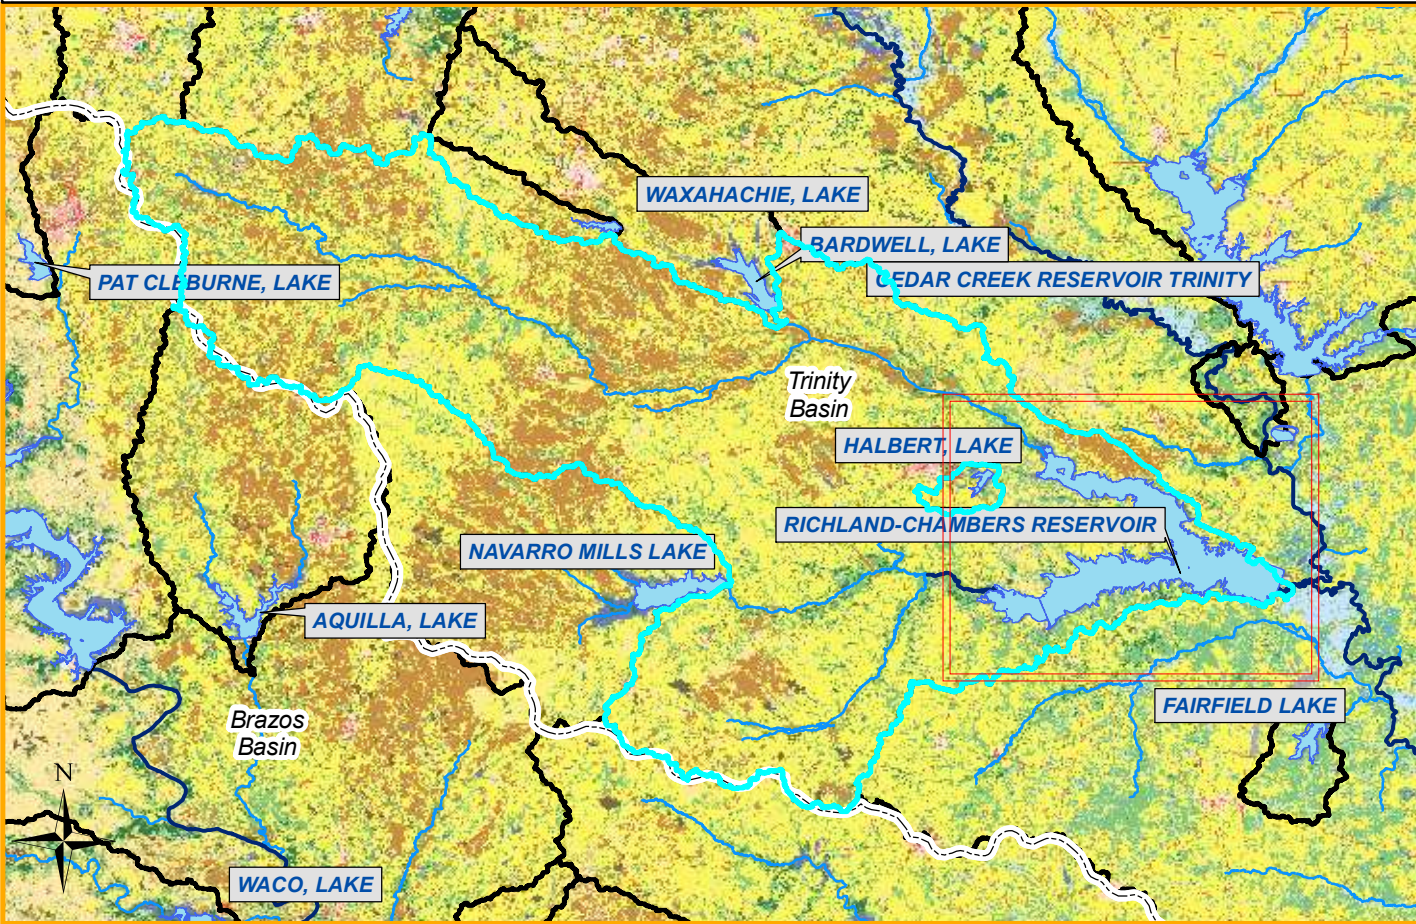 WAXAHACHIE, LAKE
BARDWELL, LAKE
PAT CLEBURNE, LAKE
CEDAR CREEK RESERVOIR TRINITY
Trinity
Basin
HALBERT, LAKE
RICHLAND-CHAMBERS RESERVOIR
NAVARRO MILLS LAKE
AQUILLA, LAKE
FAIRFIELD LAKE
Brazos
Basin
N
WACO, LAKE